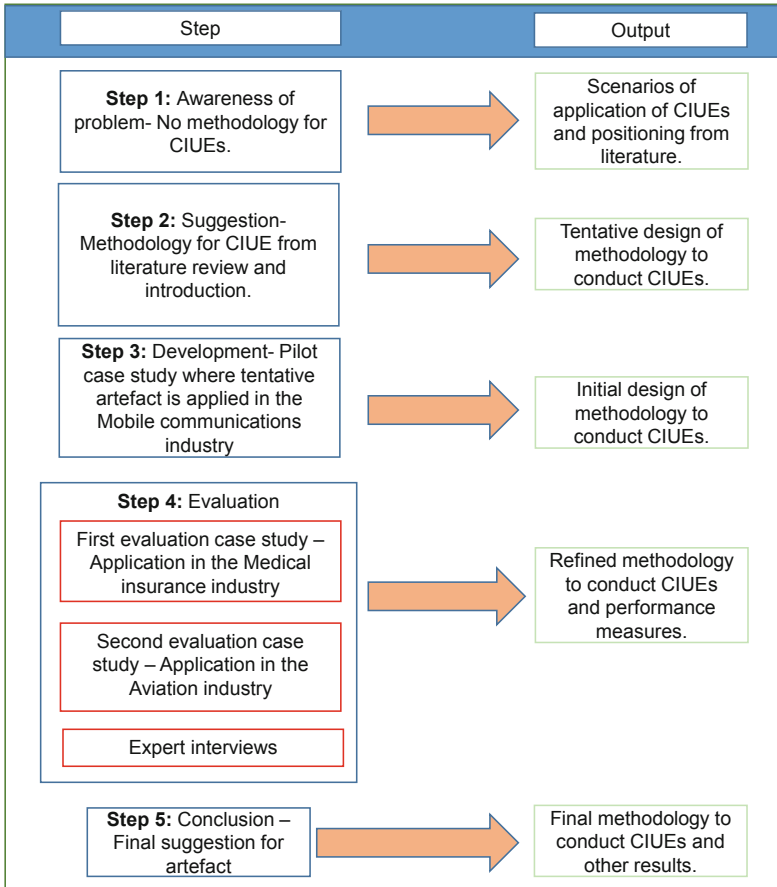 Step
Output
Step 1: Awareness of
problem- No methodology for
CIUEs.
Scenarios of
application of CIUEs
and positioning from
literature.
Step 2: Suggestion-
Methodology for CIUE from
literature review and
introduction.
Tentative design of
methodology to
conduct CIUEs.
Step 3: Development- Pilot
case study where tentative
artefact is applied in the
Mobile communications
industry
Initial design of
methodology to
conduct CIUEs.
Step 4: Evaluation
First evaluation case study –
Application in the Medical
insurance industry
Second evaluation case
study – Application in the
Aviation industry
Expert interviews
Refined methodology
to conduct CIUEs
and performance
measures.
Step 5: Conclusion –
Final suggestion for
artefact
Final methodology to
conduct CIUEs and
other results.